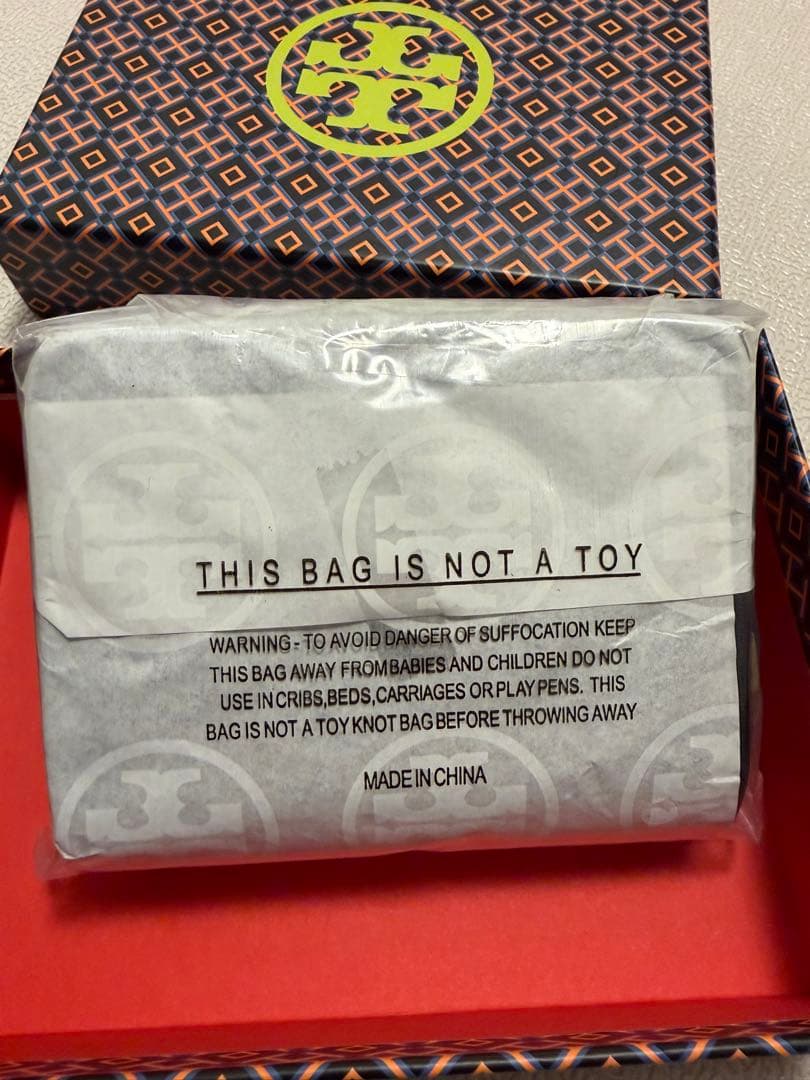 THIS BAG IS NOT A TOY
WARNING - TO AVOID DANGER OF SUFFOCATION KEEP
THIS BAG AWAY FROM BABIES AND CHILDREN DO NOT
USE IN CRIBS,BEDS,CARRIAGES OR PLAY PENS. THIS
BAG IS NOT A TOY KNOT BAG BEFORE THROWING AWAY
MADE IN CHINA